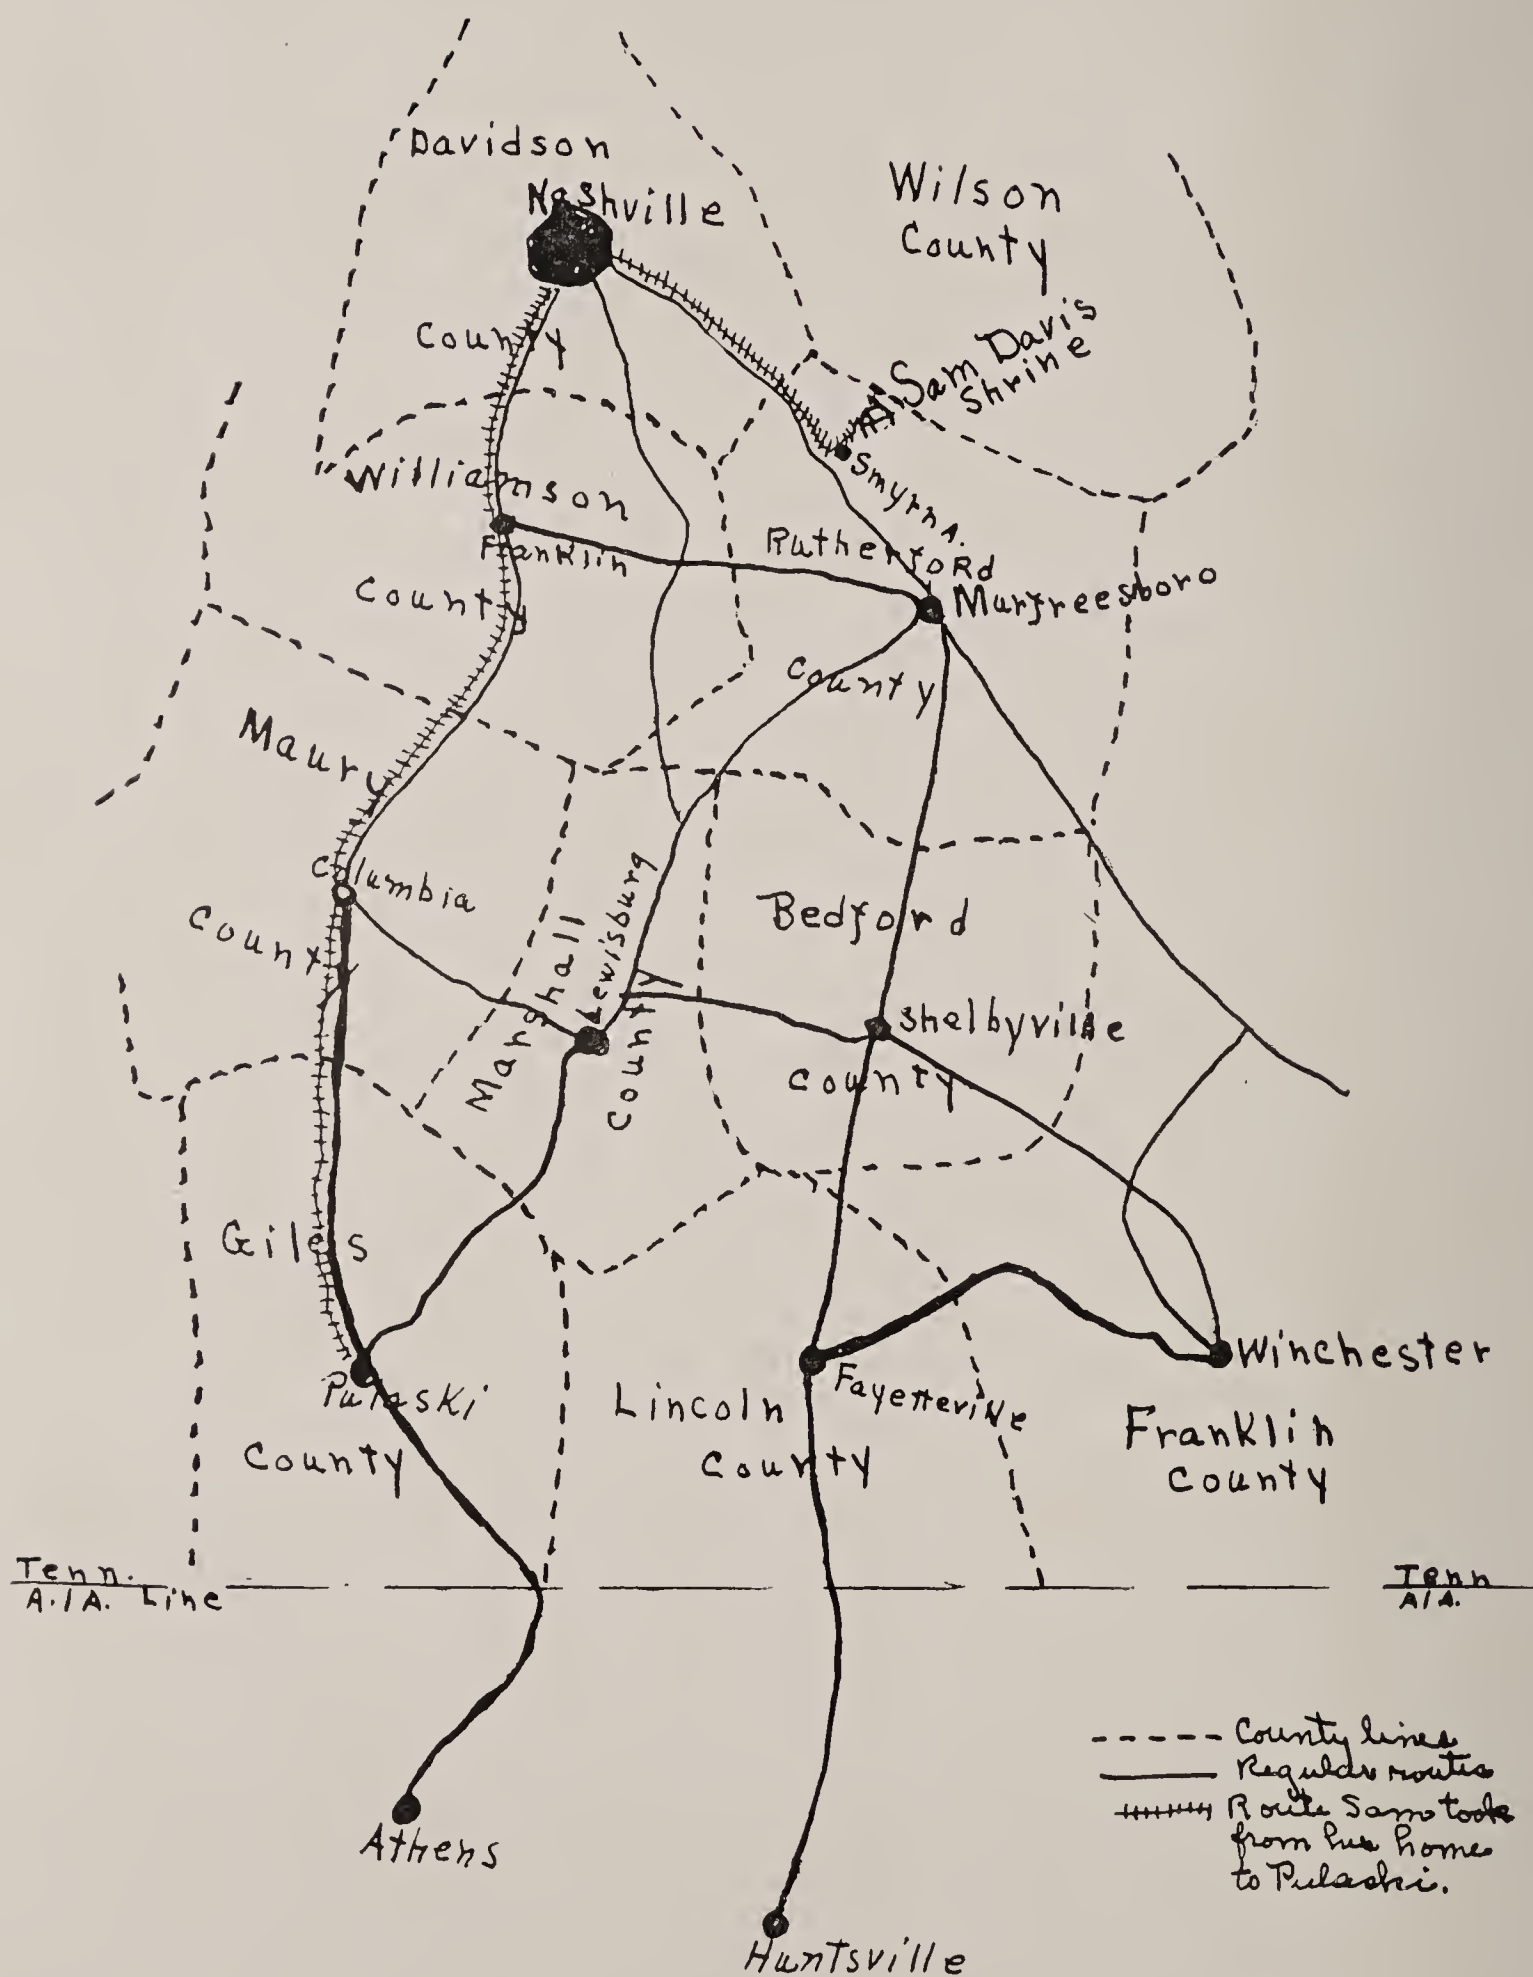 Davidson
Nashville
County
Wilson
County
Sam Davis
Shrine
Smyrna.
Williamson
Franklin
County
Rutherford
Murfreesboro
County
Maury
Columbia
County
Marshall
Lewisburg
County
Bedford
Shelbyville
County
Giles
Pulaski
County
Lincoln
County
Fayetteville
Winchester
Franklin
County
Tenn.
Ala. Line
Tenn
Ala.
Athens
Huntsville
County lines
Regular routes
Route Sam took
from his home
to Pulaski.